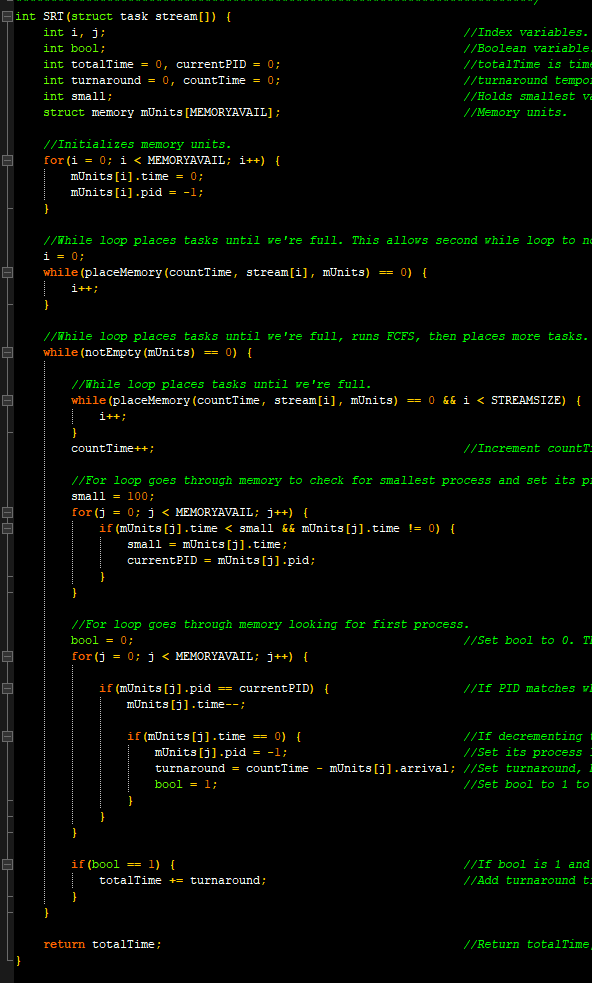 */
int SRT(struct task stream[]) {
int i, j; //Index variables.
int bool; //Boolean variable.
int totalTime = 0, currentPID = 0; //totalTime is
int turnaround = 0, countTime = 0; //turnaround
int small; //Holds smallest
struct memory mUnits[MEMORYAVAIL]; //Memory units.
//Initializes memory units.
for(i = 0; i < MEMORYAVAIL; i++) {
mUnits[i].time = 0;
mUnits[i].pid = -1;
}
//While loop places tasks until we're full. This allows second while loop to
i = 0;
while(placeMemory(countTime, stream[i], mUnits) == 0) {
i++;
}
//While loop places tasks until we're full, runs FCFS, then places more tasks.
while(notEmpty(mUnits) == 0) {
//While loop places tasks until we're full.
while(placeMemory(countTime, stream[i], mUnits) == 0 && i < STREAMSIZE) {
i++;
}
countTime++; //Increment
//For loop goes through memory to check for smallest process and set its
small = 100;
for(j = 0; j < MEMORYAVAIL; j++) {
if(mUnits[j].time < small && mUnits[j].time != 0) {
small = mUnits[j].time;
currentPID = mUnits[j].pid;
}
}
//For loop goes through memory looking for first process.
bool = 0; //Set bool to 0.
for(j = 0; j < MEMORYAVAIL; j++) {
if(mUnits[j].pid == currentPID) { //If PID matches
mUnits[j].time--;
if(mUnits[j].time == 0) { //If decrementing
mUnits[j].pid = -1; //Set its process
turnaround = countTime - mUnits[j].arrival; //Set turnaround,
bool = 1; //Set bool to 1 to
}
}
}
if(bool == 1) { //If bool is 1 and
totalTime += turnaround; //Add turnaround
}
}
return totalTime; //Return totalTime
}